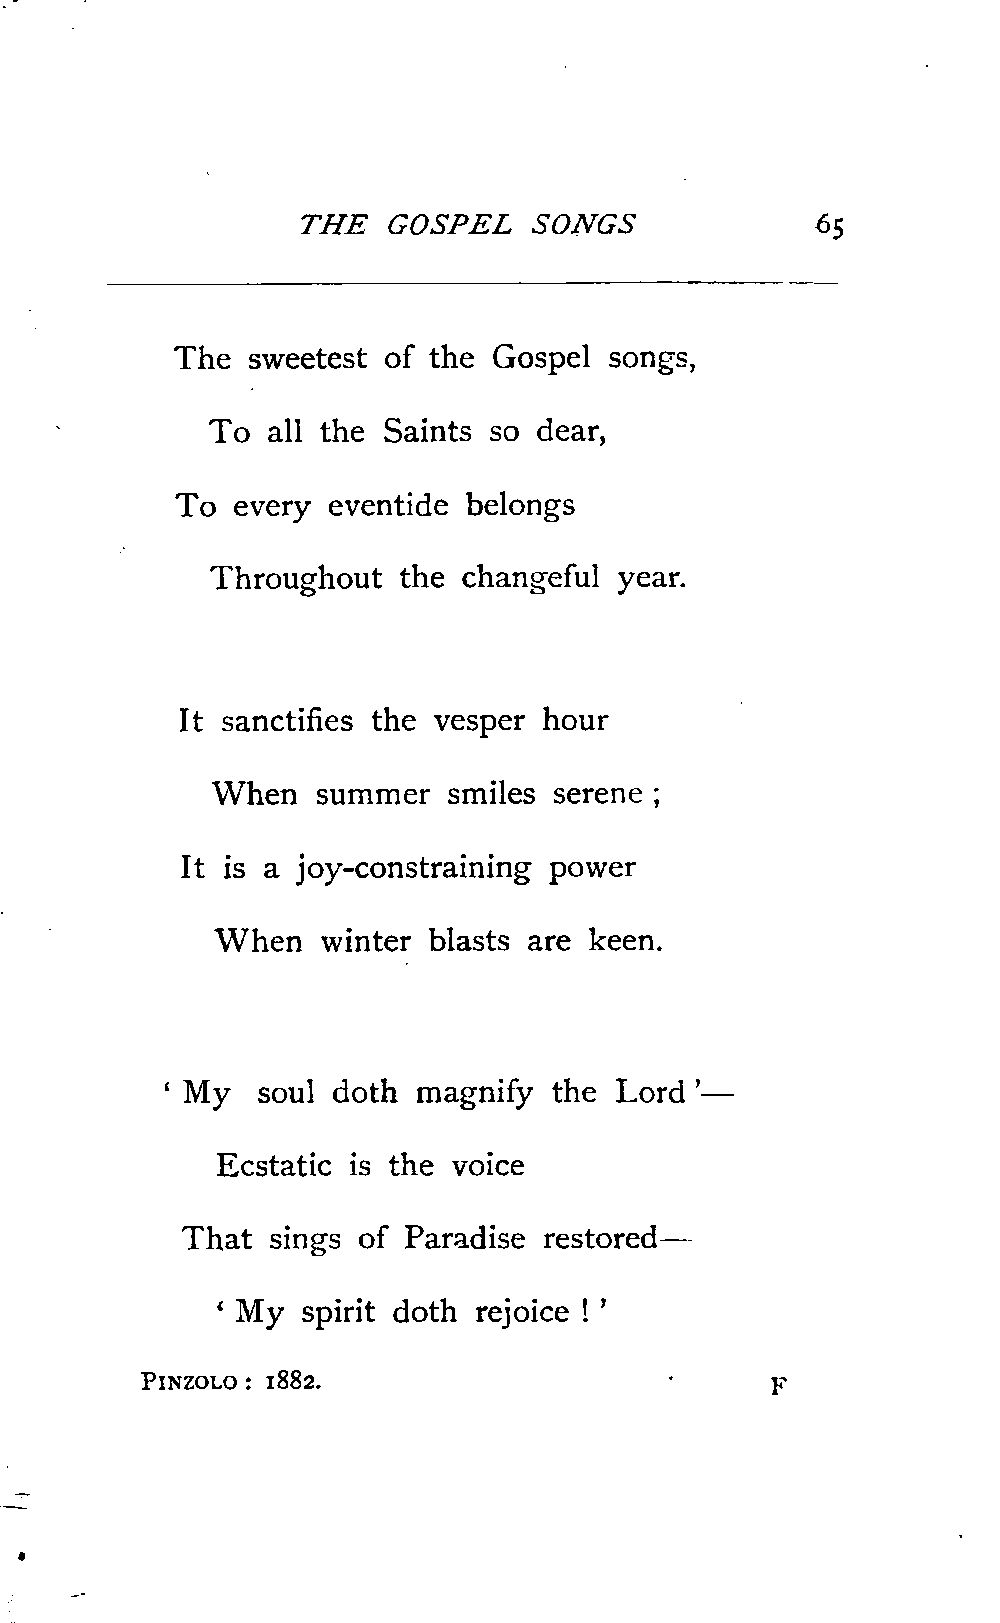 THE GOSPEL SONGS 65
The sweetest of the Gospel songs,
To all the Saints so dear,
To every eventide belongs
Throughout the changeful year.
It sanctifies the vesper hour
When summer smiles serene ;
It is a joy-constraining power
When winter blasts are keen.
‘ My soul doth magnify the Lord ’—
Ecstatic is the voice
That sings of Paradise restored—
‘ My spirit doth rejoice ! ’
PINZOLO : 1882. F